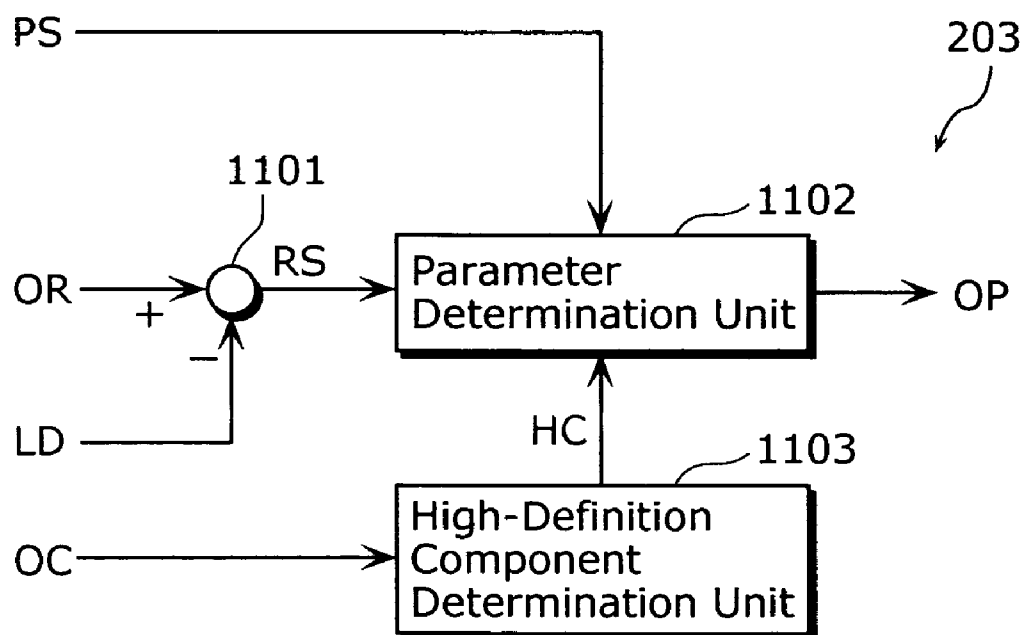 PS
203
1101
1102
OR
+
RS
Parameter
Determination Unit
OP
−
LD
HC
1103
OC
High-Definition
Component
Determination Unit